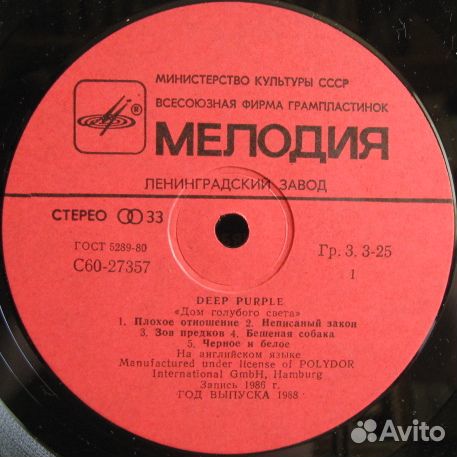 МИНИСТЕРСТВО КУЛЬТУРЫ СССР
ВСЕСОЮЗНАЯ ФИРМА ГРАМПЛАСТИНОК
МЕЛОДИЯ
ЛЕНИНГРАДСКИЙ ЗАВОД
СТЕРЕО 33
ГОСТ 5289-80
Гр. 3. 3-25
С60-27357
1
DEEP PURPLE
«Дом голубого света»
1. Плохое отношение 2. Неписаный закон
3. Зов предков 4. Бешеная собака
5. Черное и белое
На английском языке
Manufactured under license of POLYDOR
International GmbH, Hamburg
Запись 1986 г.
ГОД ВЫПУСКА 1988
Avito